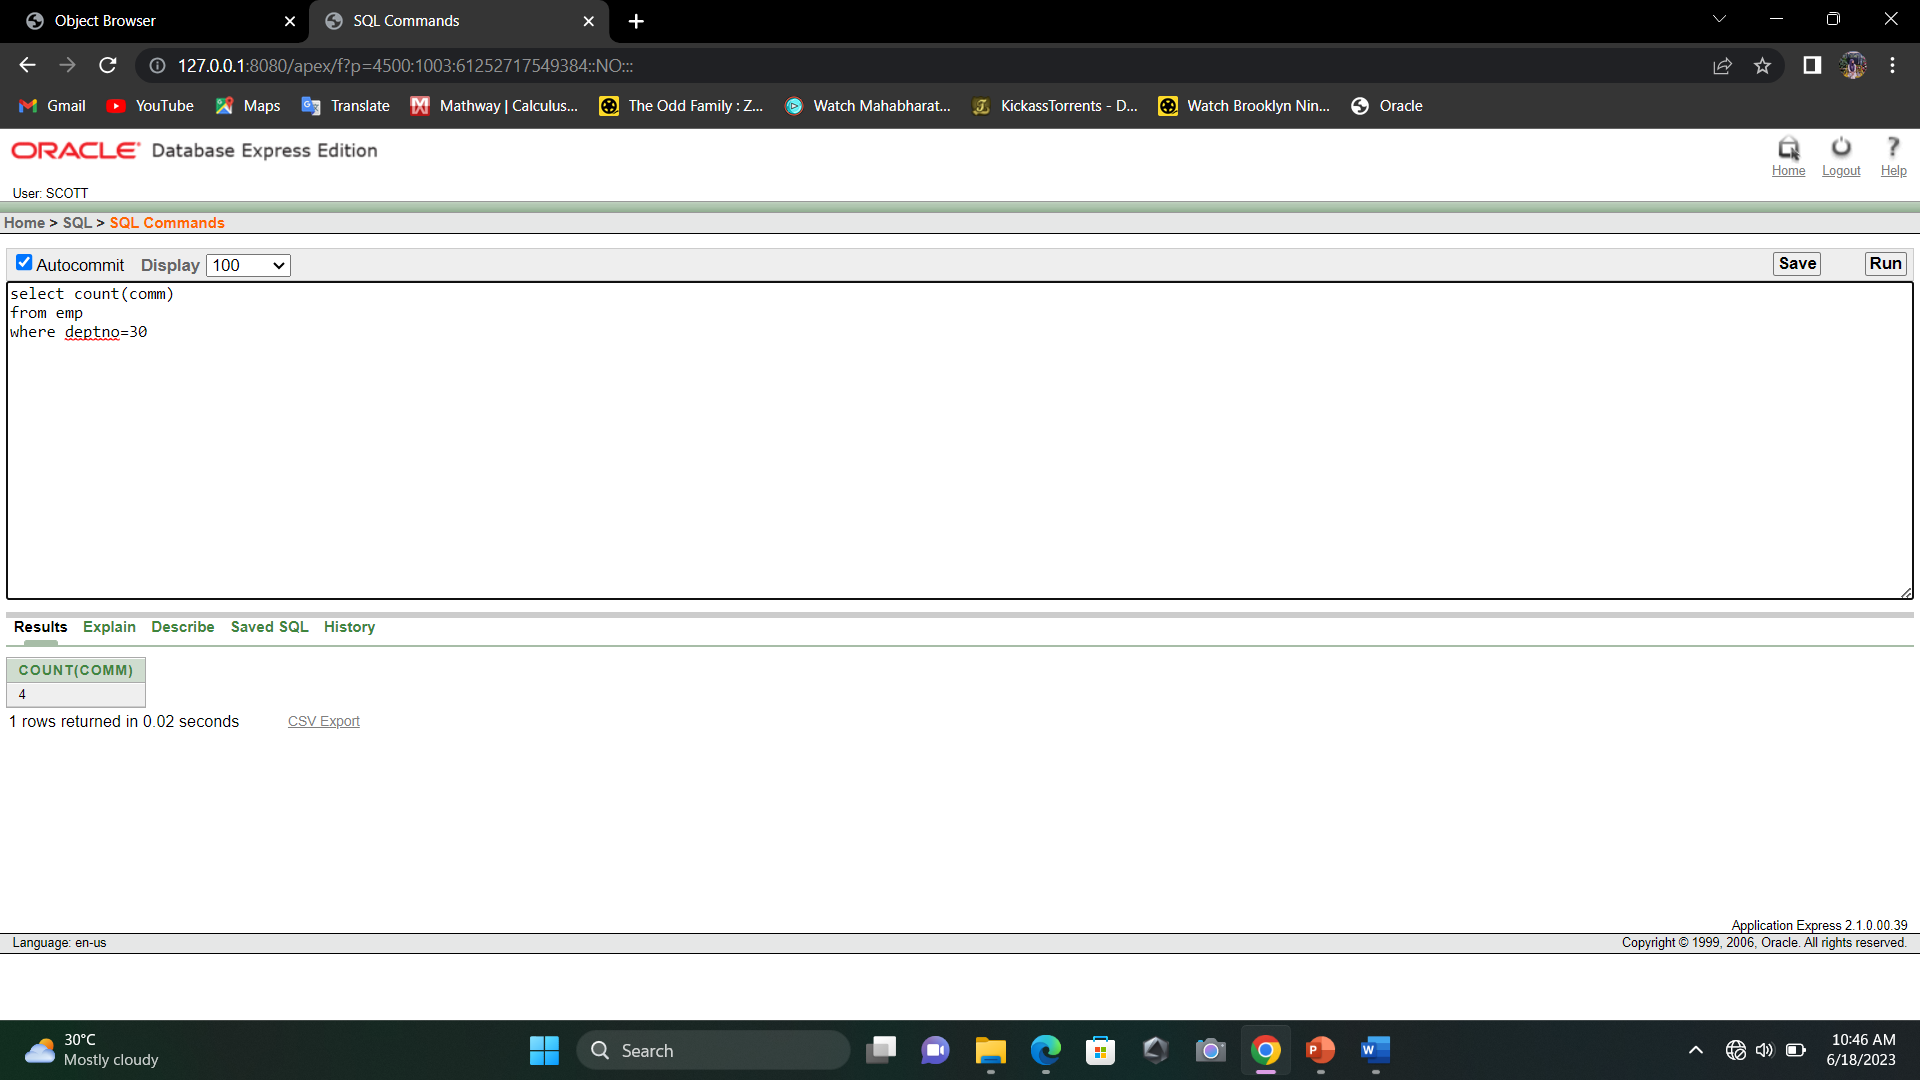 Object Browser
SQL Commands
127.0.0.1:8080/apex/f?p=4500:1003:61252717549384::NO:::
Gmail YouTube Maps Translate Mathway | Calculus... The Odd Family : Z... Watch Mahabharat... KickassTorrents - D... Watch Brooklyn Nin... Oracle
ORACLE Database Express Edition
Home Logout Help
User: SCOTT
Home > SQL > SQL Commands
Autocommit Display 100 Save Run
select count(comm)
from emp
where deptno=30
Results Explain Describe Saved SQL History
COUNT(COMM)
4
1 rows returned in 0.02 seconds CSV Export
Application Express 2.1.0.00.39
Language: en-us Copyright © 1999, 2006, Oracle. All rights reserved.
30°C
Mostly cloudy
Search
10:46 AM
6/18/2023